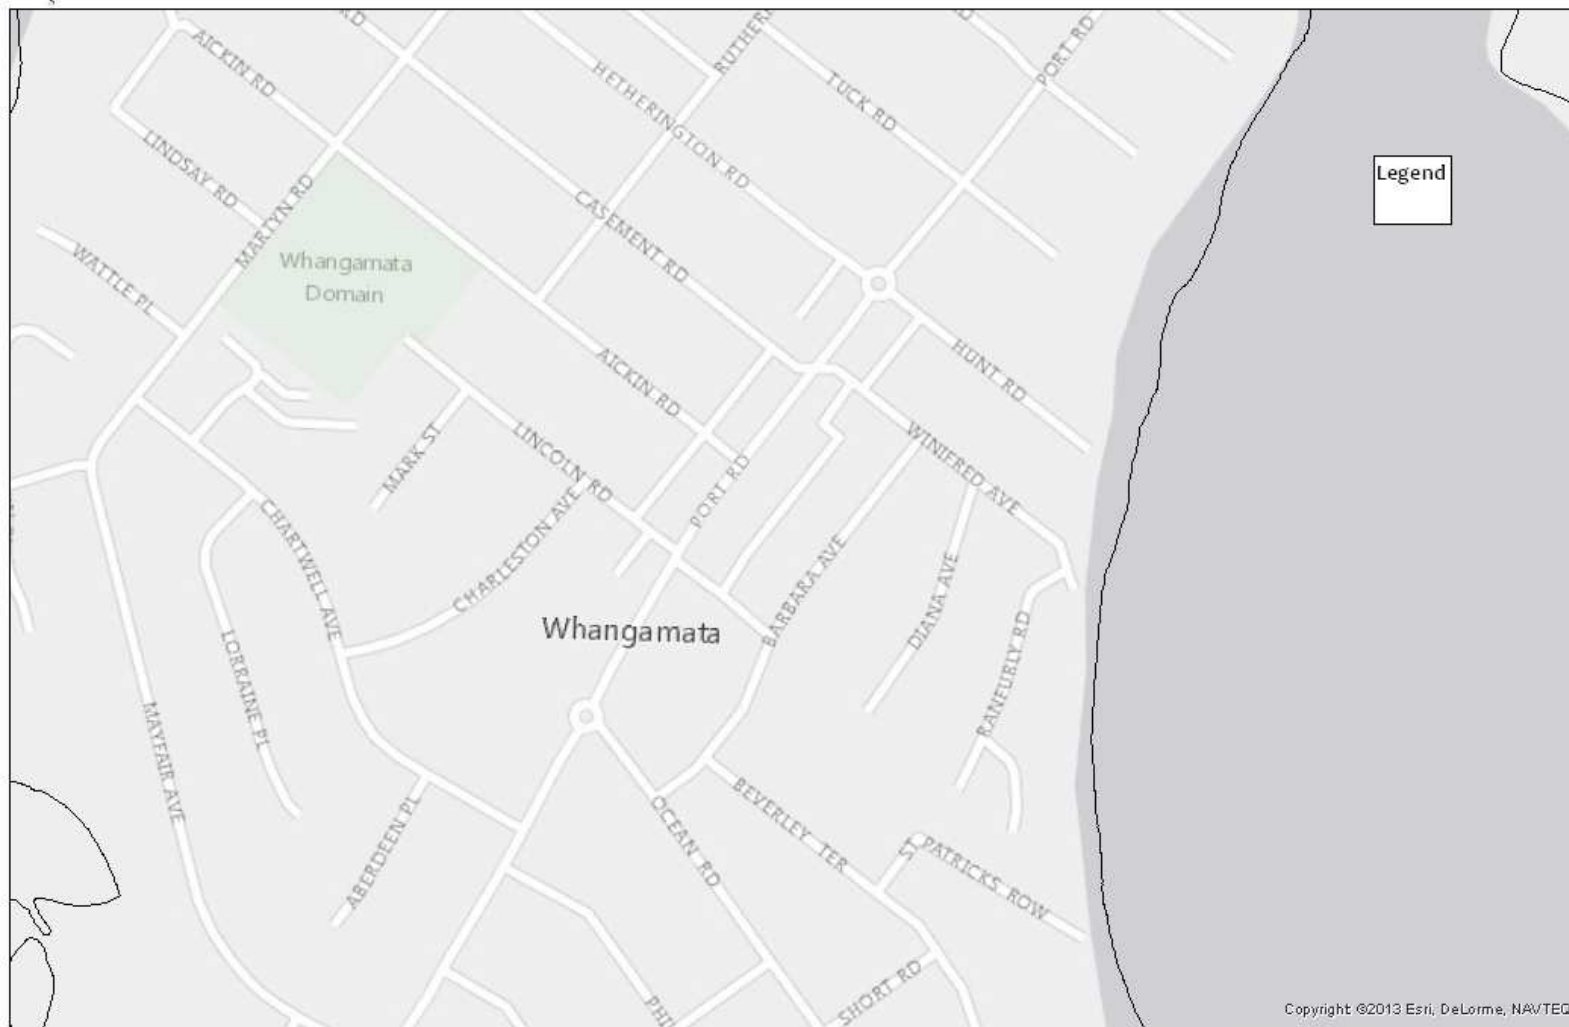 RD
AICKIN RD
HETHERINGTON RD
TUCK RD
PORT RD
LINDSAY RD
MARTYN RD
Legend
CASEMENT RD
WATTLE PL
Whangamata
Domain
AICKIN RD
HUNT RD
MARK ST
LINCOLN RD
WINIFRED AVE
PORT RD
CHARTWELL AVE
CHARLESTON AVE
BARBARA AVE
DIANA AVE
Whangamata
RANFURLY RD
LORRAINE PL
MAYFAIR AVE
ABERDEEN PL
OCEAN RD
BEVERLEY TER
ST PATRICKS ROW
SHORT RD
Copyright ©2013 Esri, DeLorme, NAVTEQ